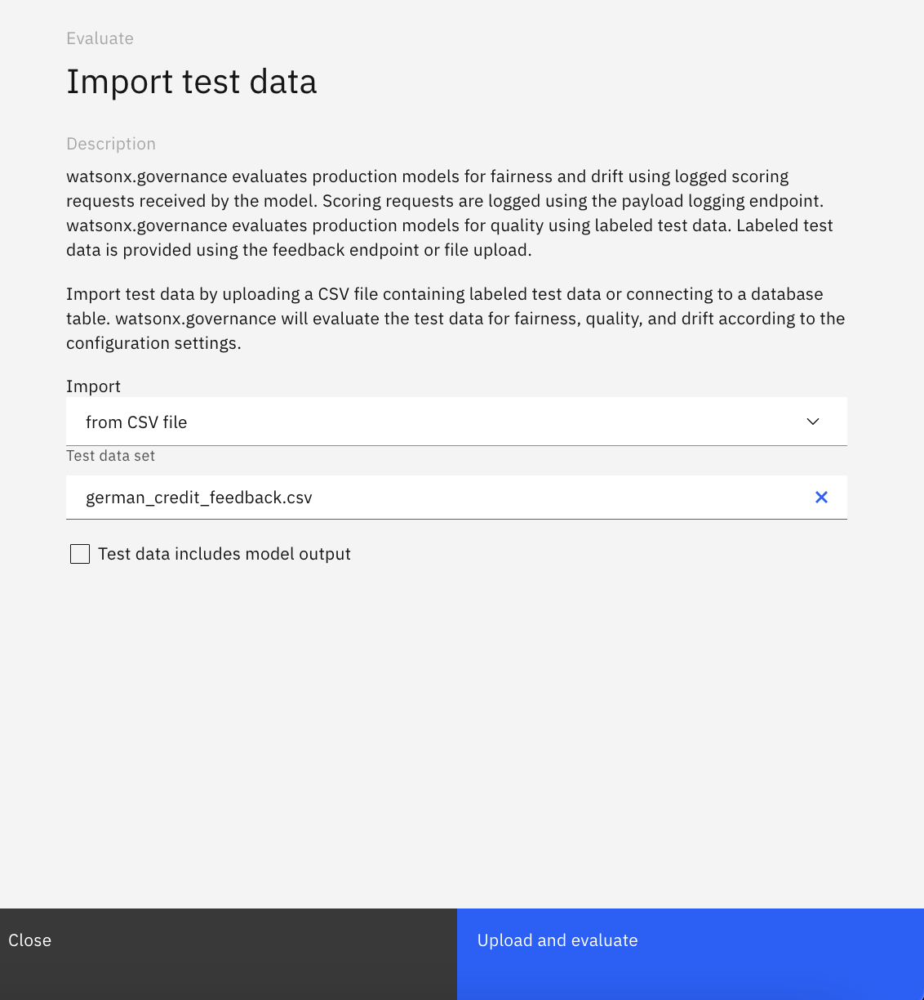 Evaluate
Import test data
Description
watsonx.governance evaluates production models for fairness and drift using logged scoring
requests received by the model. Scoring requests are logged using the payload logging endpoint.
watsonx.governance evaluates production models for quality using labeled test data. Labeled test
data is provided using the feedback endpoint or file upload.
Import test data by uploading a CSV file containing labeled test data or connecting to a database
table. watsonx.governance will evaluate the test data for fairness, quality, and drift according to the
configuration settings.
Import
from CSV file
Test data set
german_credit_feedback.csv
Test data includes model output
Close
Upload and evaluate